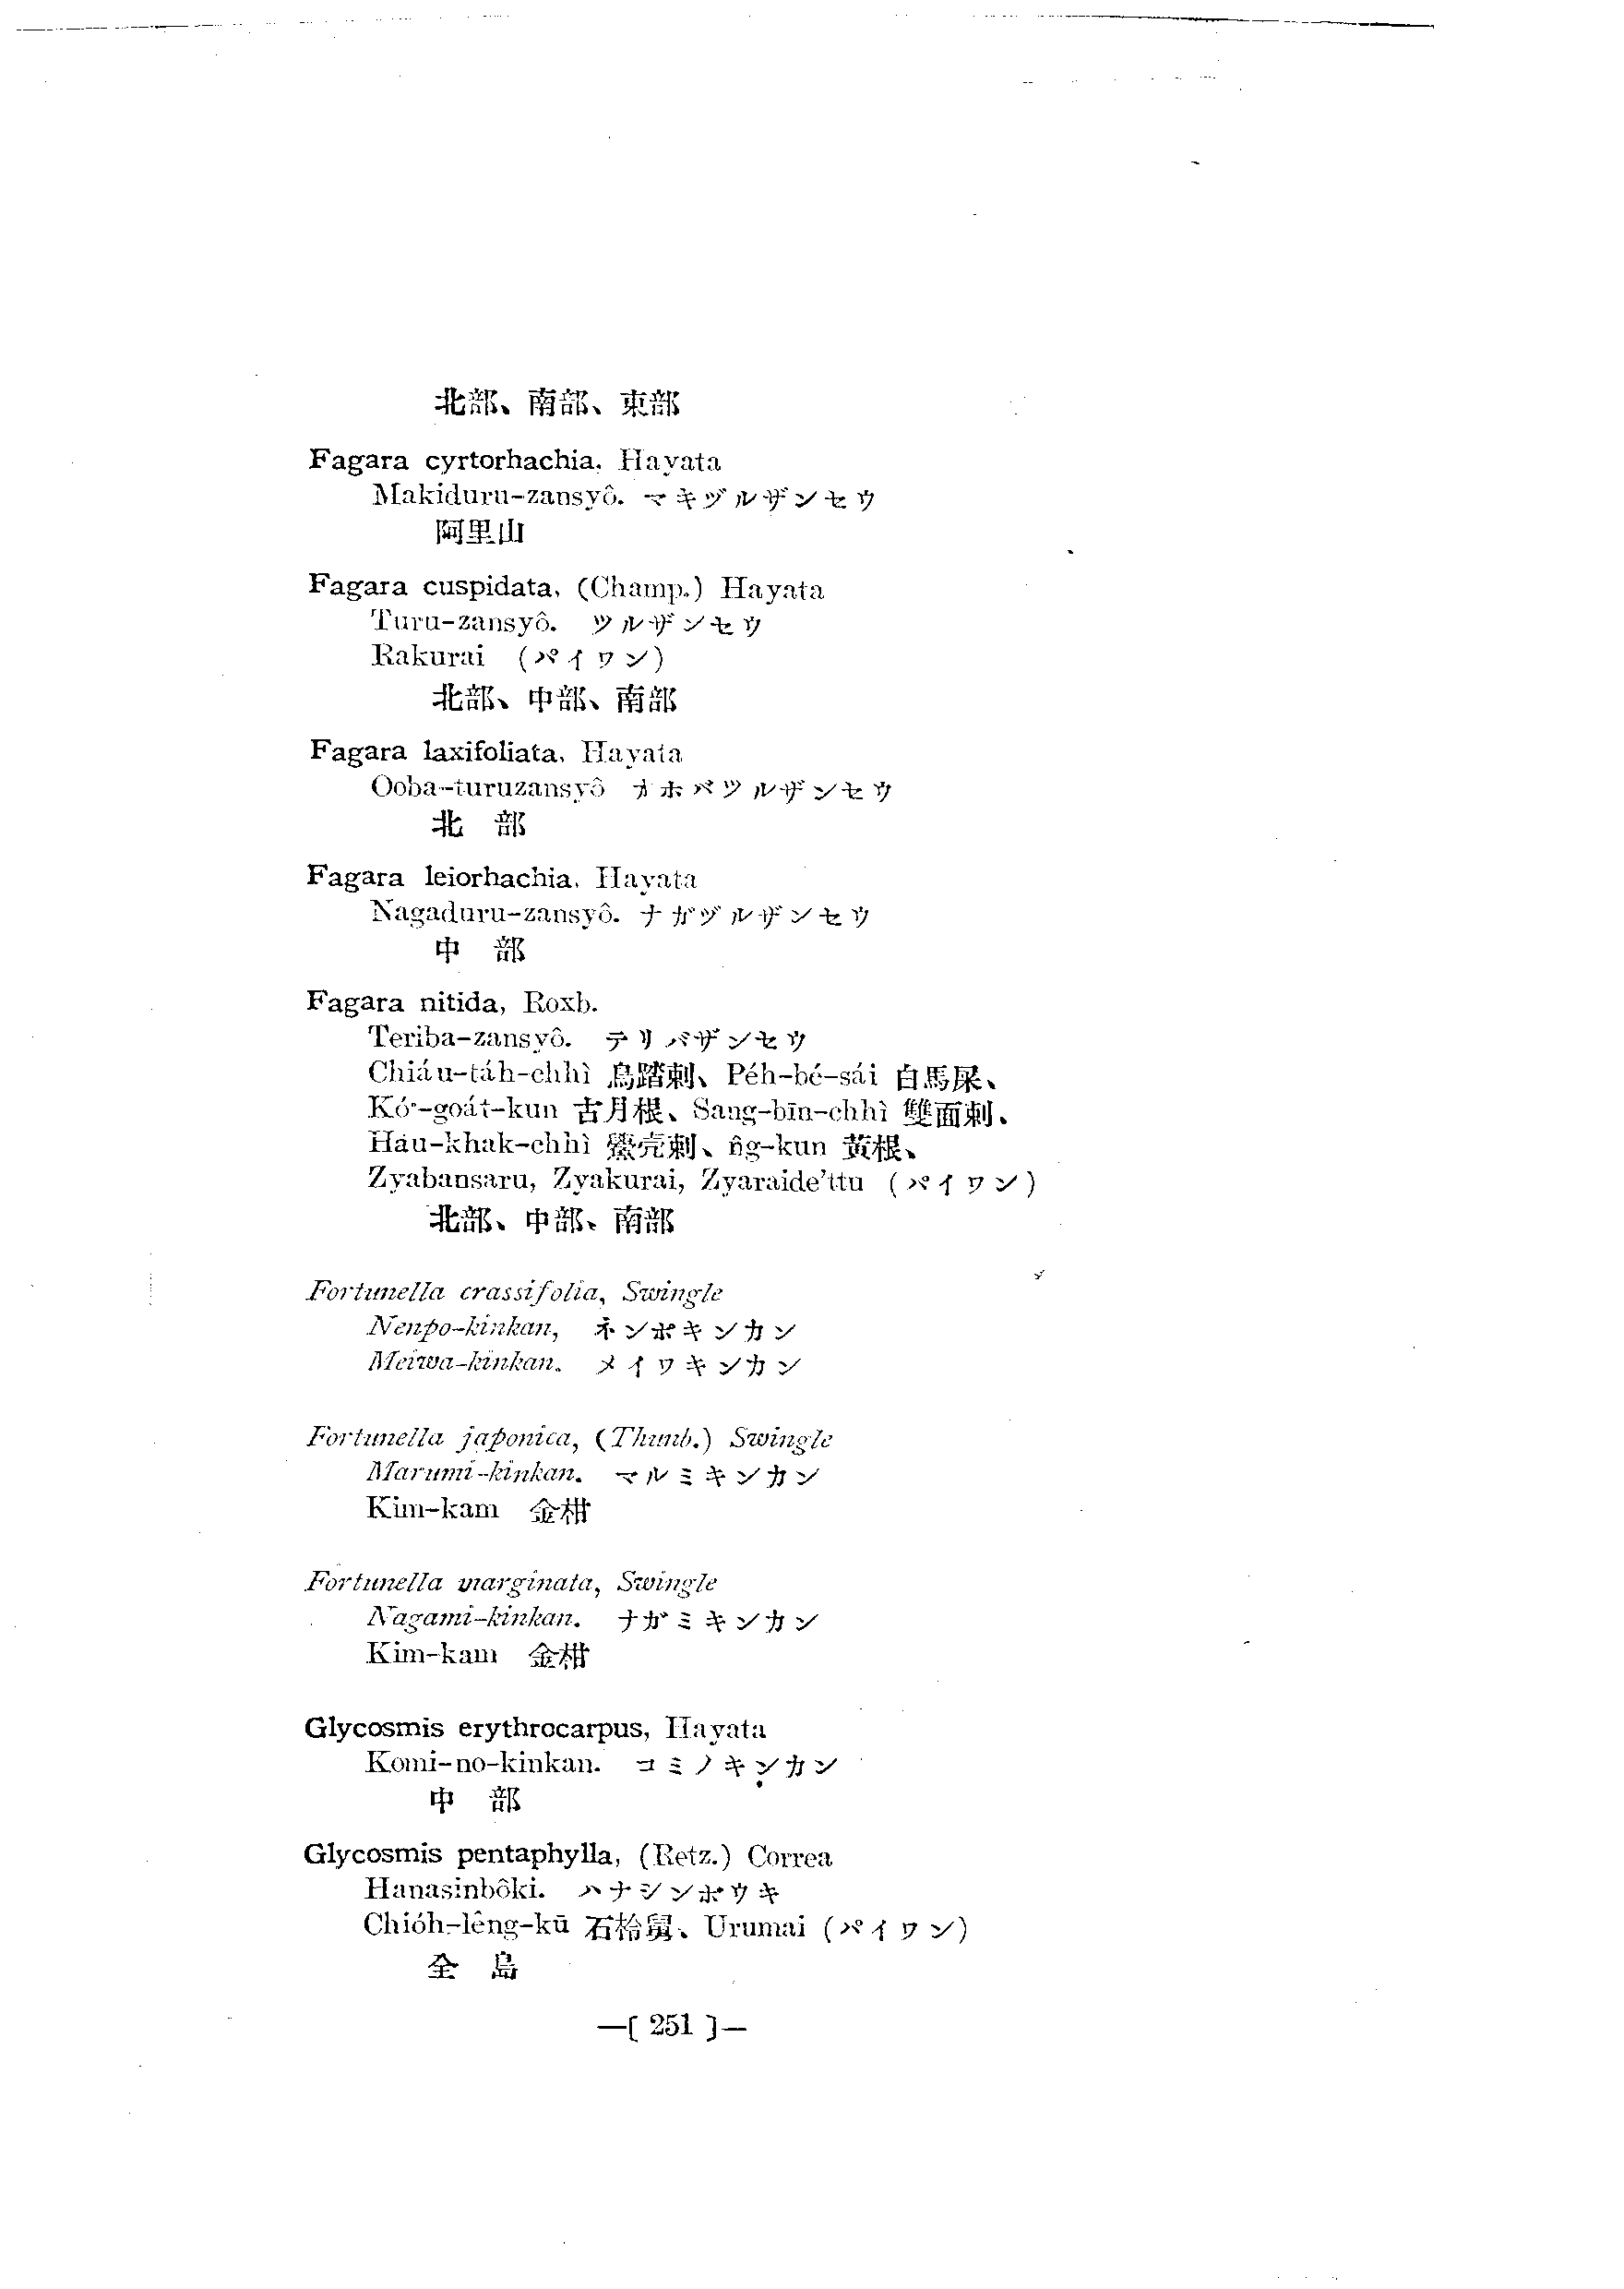 北部、南部、東部
Fagara cyrtorhachia, Hayata
Makiduru-zansyô. マキヅルザンセウ
阿里山
Fagara cuspidata, (Champ.) Hayata
Turu-zansyô. ツルザンセウ
Rakurai (パイワン)
北部、中部、南部
Fagara laxifoliata, Hayata
Ooba-turuzansyô オホバツルザンセウ
北 部
Fagara leiorhachia, Hayata
Nagaduru-zansyô. ナガヅルザンセウ
中 部
Fagara nitida, Roxb.
Teriba-zansyô. テリバザンセウ
Chiáu-táh-chhì 鳥踏刺、Péh-bé-sái 白馬屎、
Kó·-goát-kun 古月根、Sang-bīn-chhì 雙面刺、
Hāu-khak-chhì 鱟壳刺、n̂g-kun 黃根、
Zyabansaru, Zyakurai, Zyaraide'ttu (パイワン)
北部、中部、南部
Fortunella crassifolia, Swingle
Nenpo-kinkan, ネンポキンカン
Meiwa-kinkan. メイワキンカン
Fortunella japonica, (Thunb.) Swingle
Marumi-kinkan. マルミキンカン
Kim-kam 金柑
Fortunella marginata, Swingle
Nagami-kinkan. ナガミキンカン
Kim-kam 金柑
Glycosmis erythrocarpus, Hayata
Komi-no-kinkan. コミノキンカン
中 部
Glycosmis pentaphylla, (Retz.) Correa
Hanasinbôki. ハナシンボウキ
Chióh-lêng-kū 石柃舅、Urumai (パイワン)
全 島
—[ 251 ]—